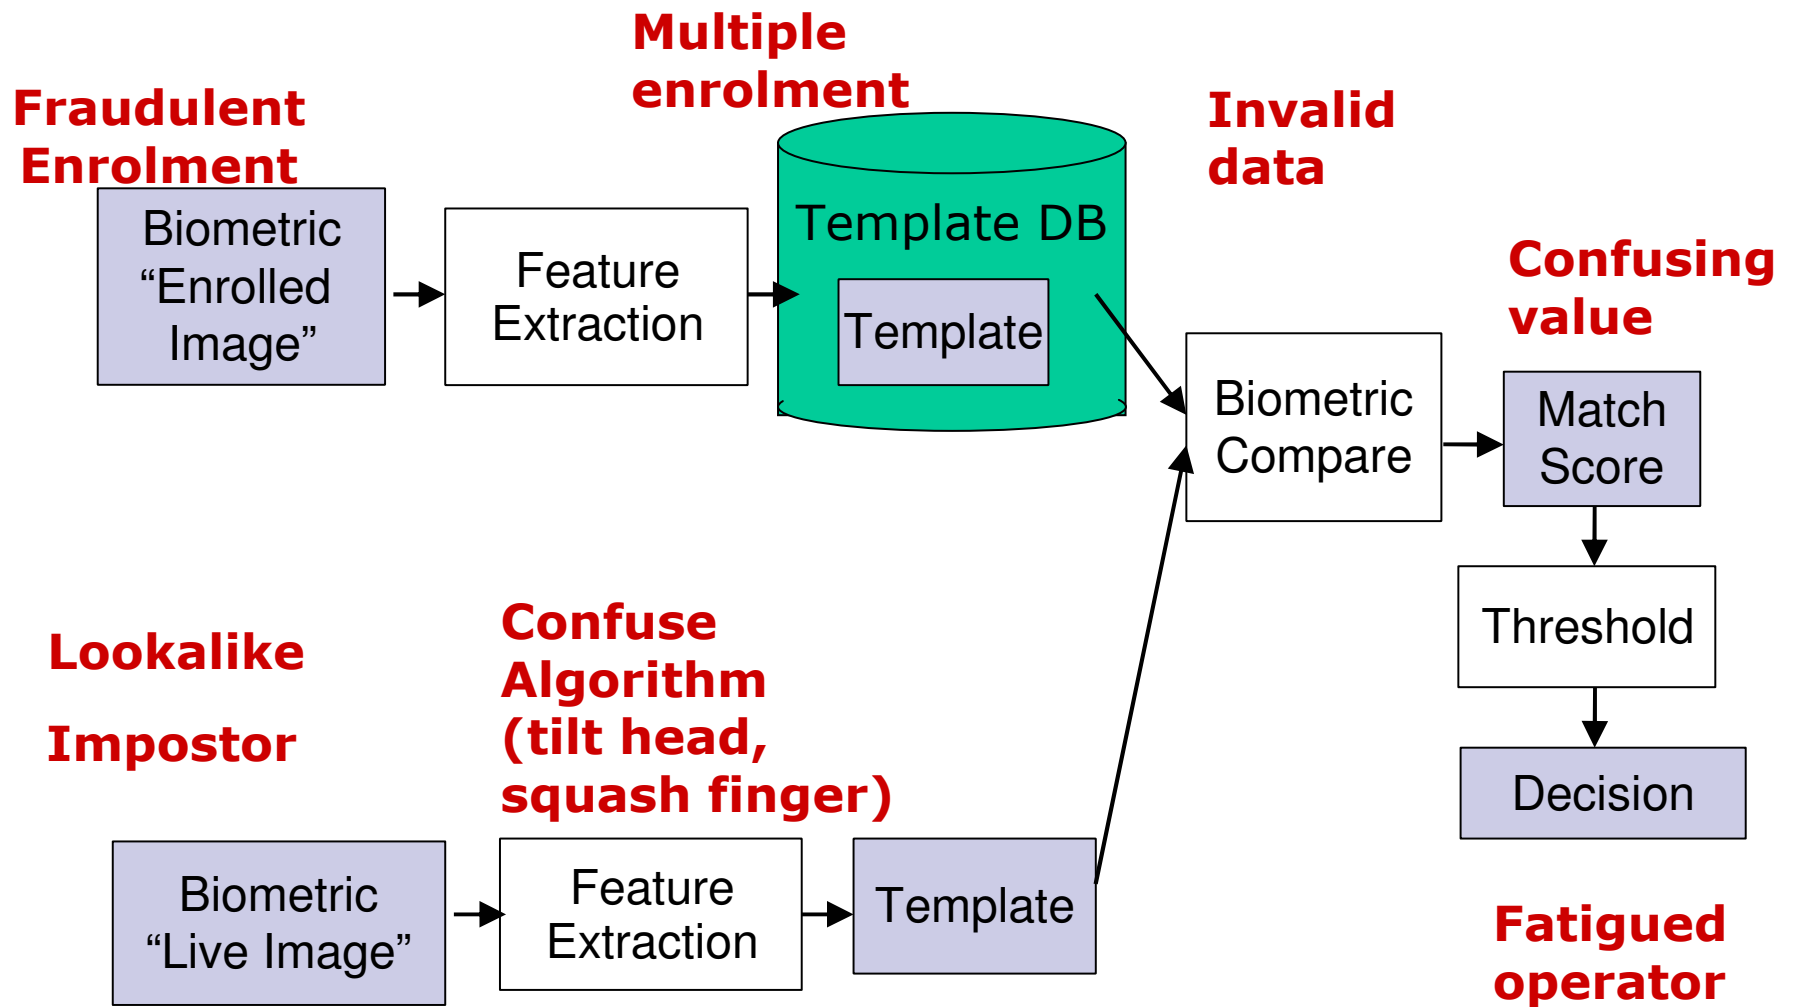 Multiple
enrolment
Fraudulent
Enrolment
Invalid
data
Biometric
“Enrolled
Image”
Feature
Extraction
Template DB
Template
Confusing
value
Biometric
Compare
Match
Score
Threshold
Decision
Lookalike
Impostor
Confuse
Algorithm
(tilt head,
squash finger)
Biometric
“Live Image”
Feature
Extraction
Template
Fatigued
operator